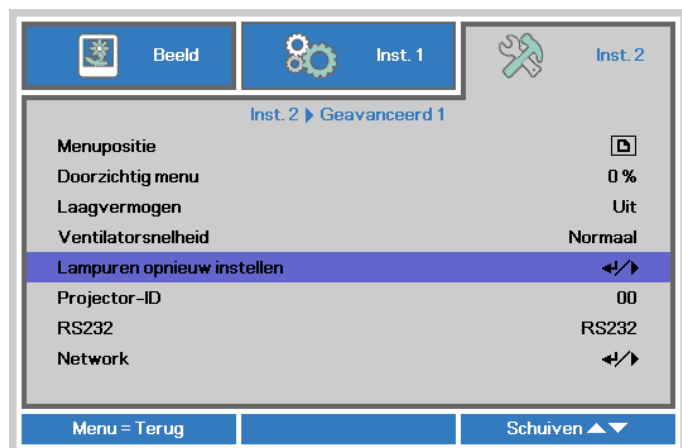 Beeld
Inst. 1
Inst. 2
Inst. 2 Geavanceerd 1
Menupositie
Doorzichtig menu 0 %
Laagvermogen Uit
Ventilatorsnelheid Normaal
Lampuren opnieuw instellen /
Projector-ID 00
RS232 RS232
Network /
Menu = Terug Schuiven